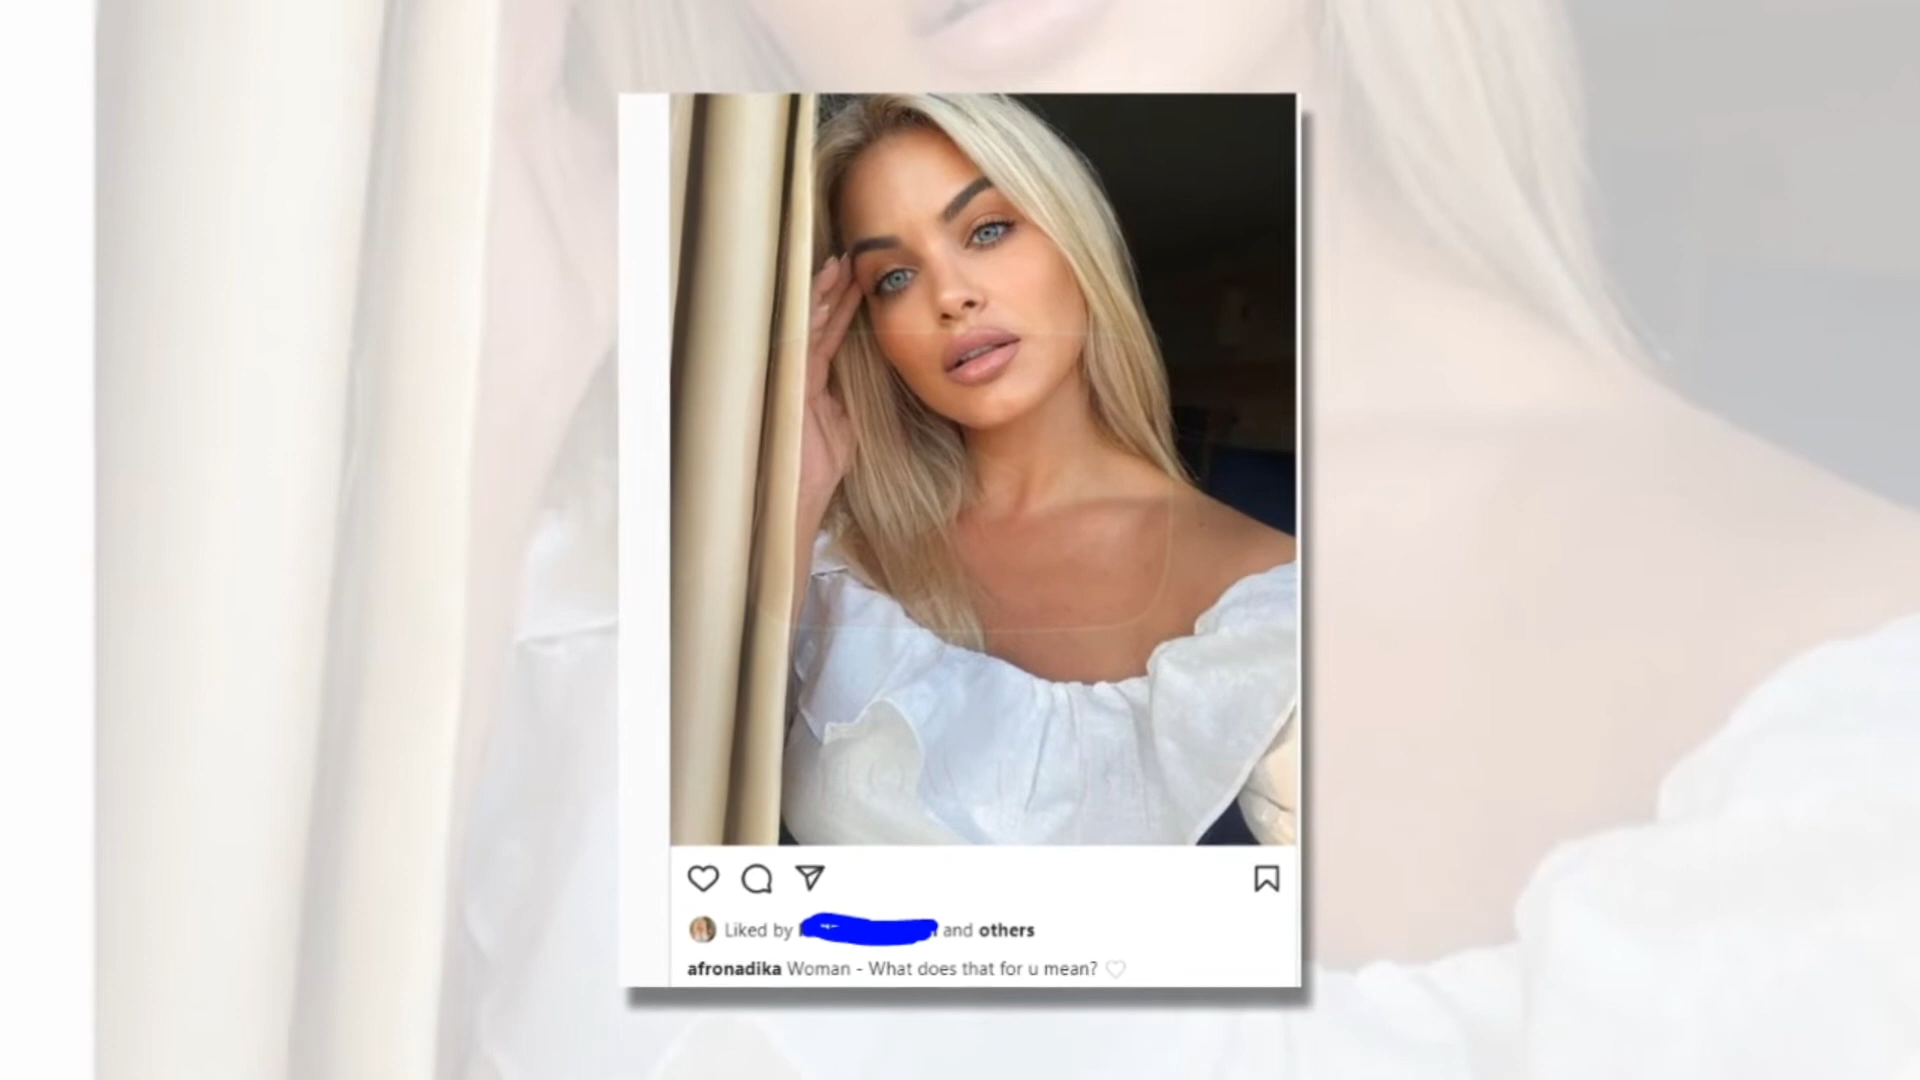 Liked by and others
afronadika Woman - What does that for u mean? 🤍